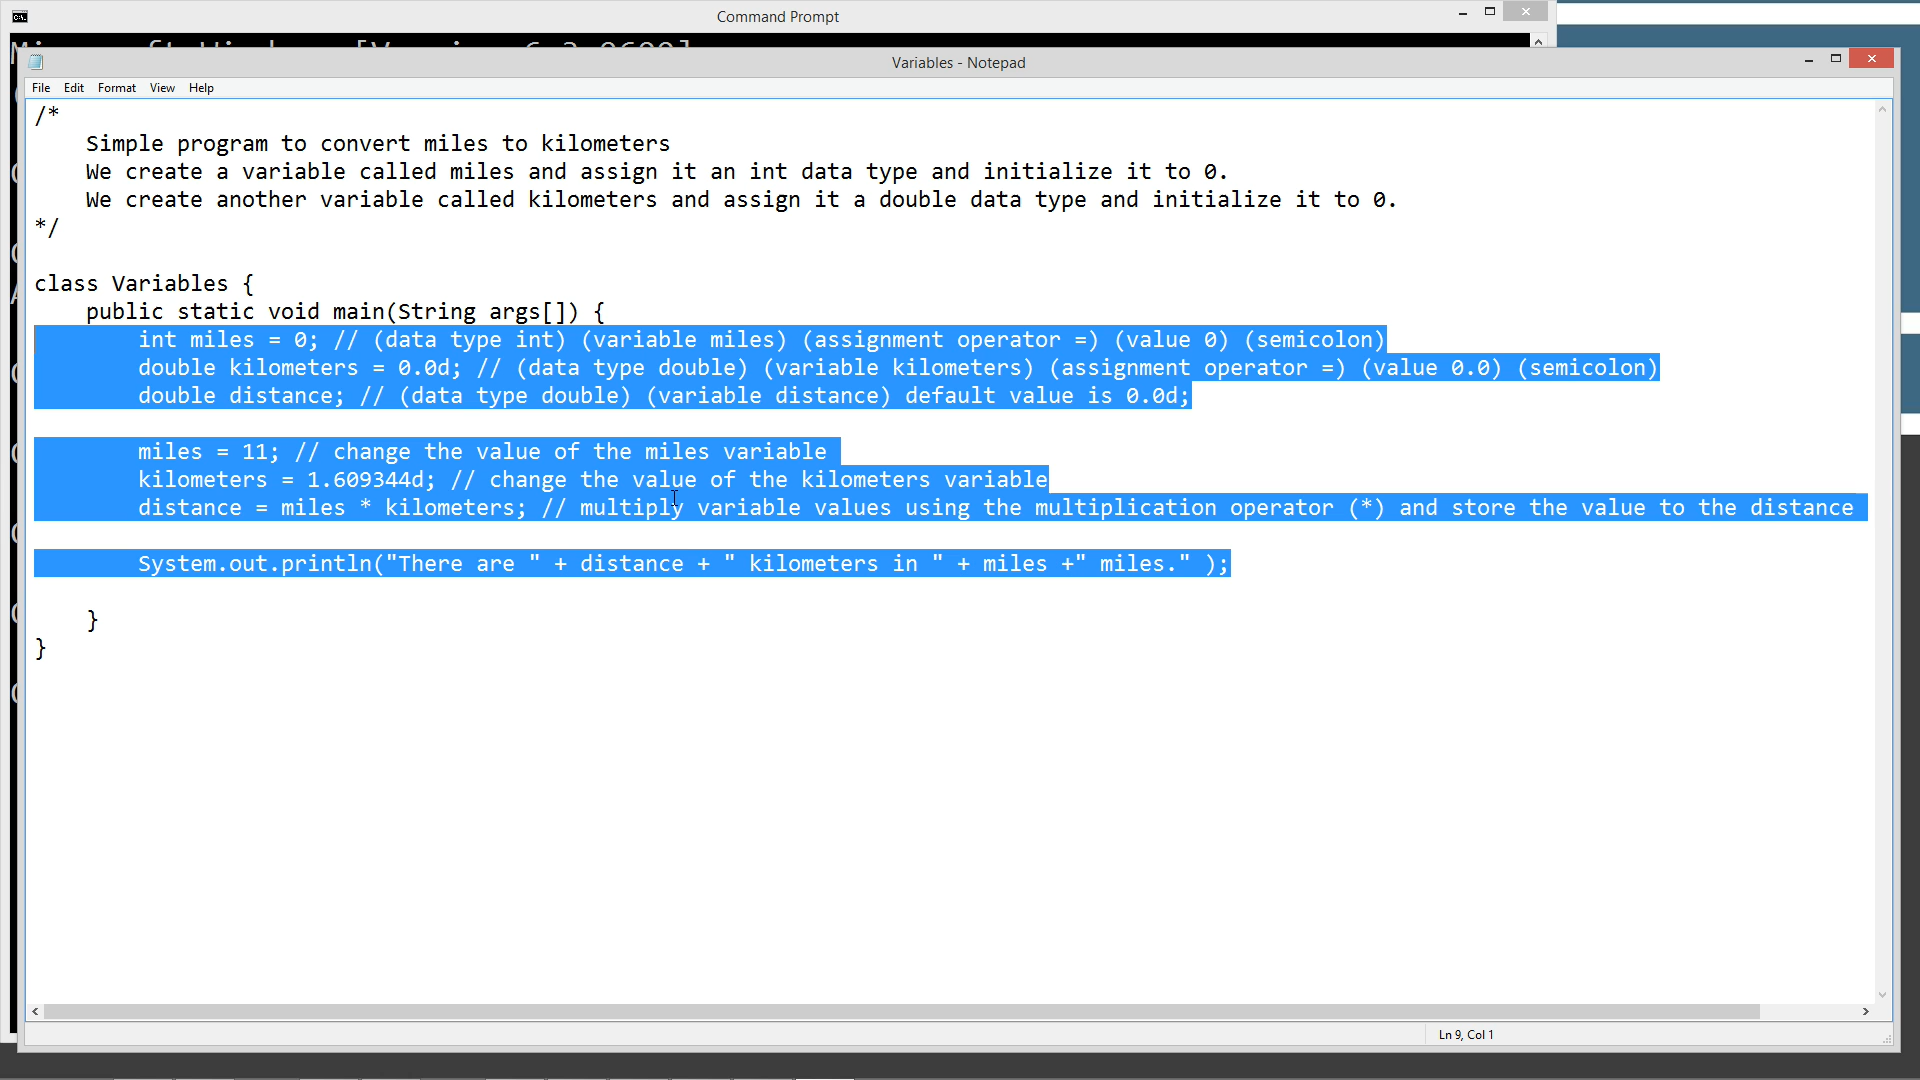 Command Prompt
Variables - Notepad
File Edit Format View Help
/*
    Simple program to convert miles to kilometers
    We create a variable called miles and assign it an int data type and initialize it to 0.
    We create another variable called kilometers and assign it a double data type and initialize it to 0.
*/
class Variables {
    public static void main(String args[]) {
        int miles = 0; // (data type int) (variable miles) (assignment operator =) (value 0) (semicolon)
        double kilometers = 0.0d; // (data type double) (variable kilometers) (assignment operator =) (value 0.0) (semicolon)
        double distance; // (data type double) (variable distance) default value is 0.0d;
        miles = 11; // change the value of the miles variable
        kilometers = 1.609344d; // change the value of the kilometers variable
        distance = miles * kilometers; // multiply variable values using the multiplication operator (*) and store the value to the distance
        System.out.println("There are " + distance + " kilometers in " + miles +" miles." );
    }
}
Ln 9, Col 1